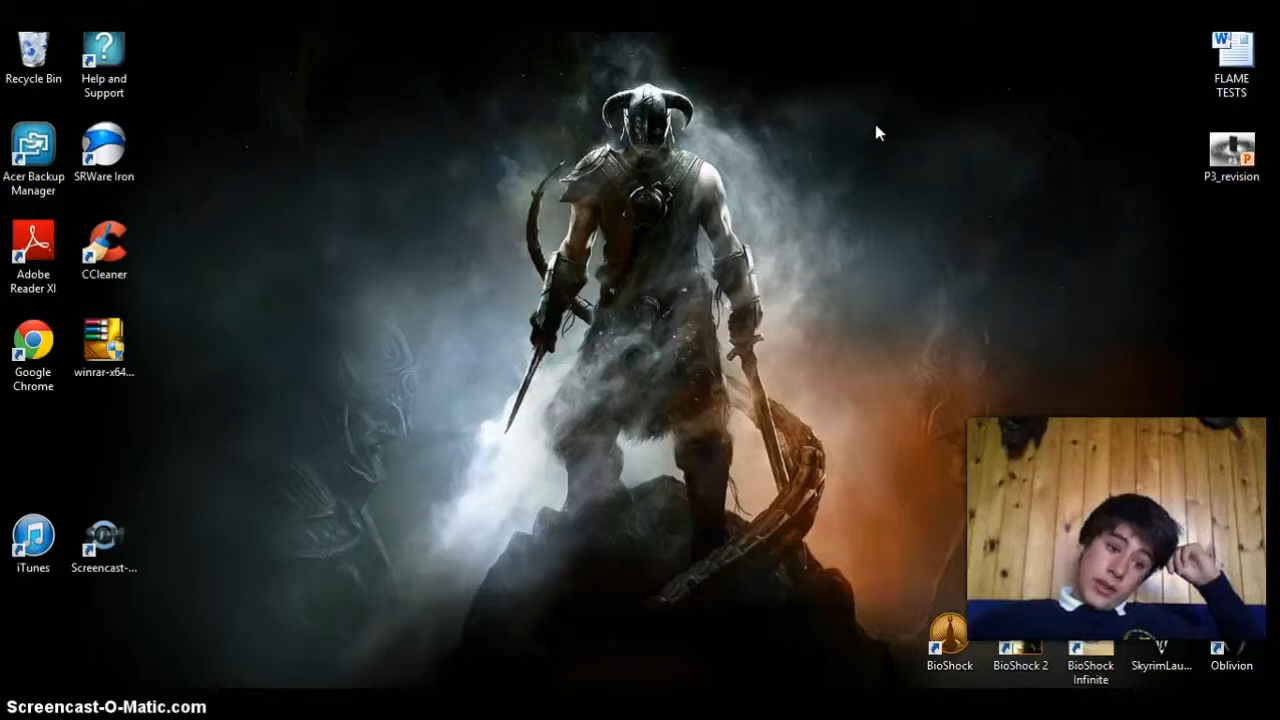 Recycle Bin
Help and
Support
FLAME
TESTS
Acer Backup
Manager
SRWare Iron
P3_revision
Adobe
Reader XI
CCleaner
Google
Chrome
winrar-x64...
iTunes
Screencast-...
BioShock
BioShock 2
BioShock
Infinite
SkyrimLau...
Oblivion
Screencast-O-Matic.com